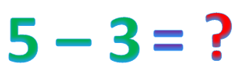 5 – 3 = ?